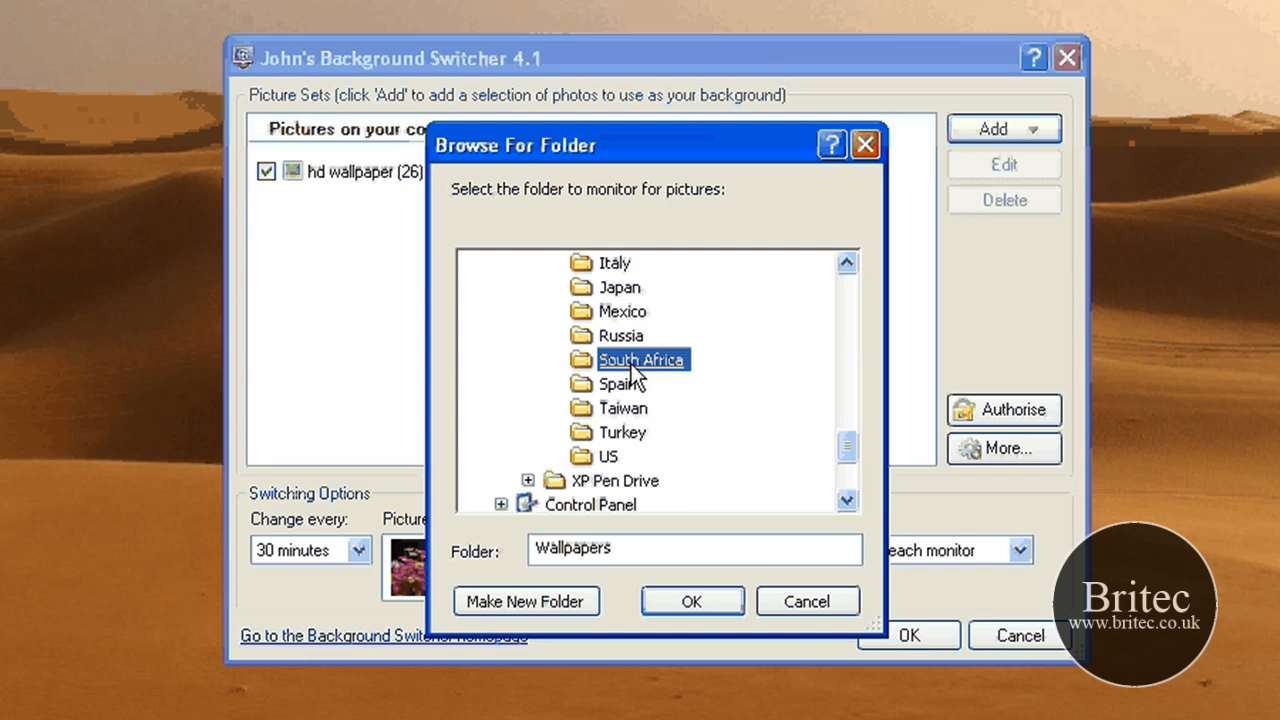 John's Background Switcher 4.1
Picture Sets (click 'Add' to add a selection of photos to use as your background)
Pictures on your co
hd wallpaper (26)
Add
Edit
Delete
Authorise
More...
Browse For Folder
Select the folder to monitor for pictures:
Italy
Japan
Mexico
Russia
South Africa
Spain
Taiwan
Turkey
US
XP Pen Drive
Control Panel
Folder:
Wallpapers
Make New Folder
OK
Cancel
Switching Options
Change every:
Picture
30 minutes
each monitor
Go to the Background Switcher homepage
OK
Cancel
Britec
www.britec.co.uk